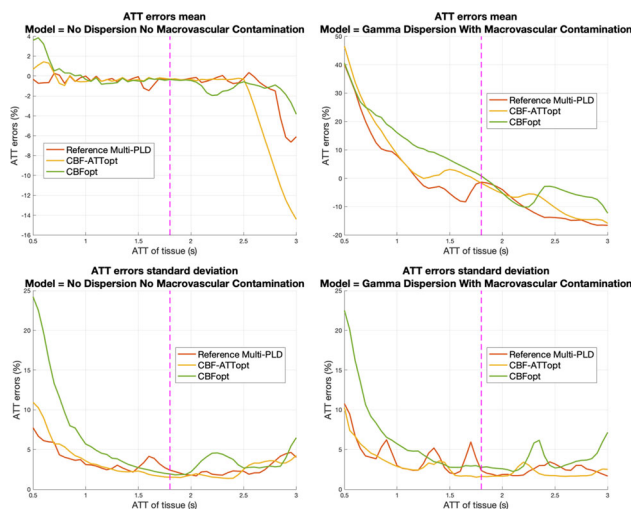 ATT errors mean
Model = No Dispersion No Macrovascular Contamination
4
2
0
-2
-4
-6
-8
-10
-12
-14
-16
ATT errors (%)
Reference Multi-PLD
CBF-ATTopt
CBFopt
0.5 1 1.5 2 2.5 3
ATT of tissue (s)
ATT errors mean
Model = Gamma Dispersion With Macrovascular Contamination
50
40
30
20
10
0
-10
-20
ATT errors (%)
Reference Multi-PLD
CBF-ATTopt
CBFopt
0.5 1 1.5 2 2.5 3
ATT of tissue (s)
ATT errors standard deviation
Model = No Dispersion No Macrovascular Contamination
25
20
15
10
5
0
ATT errors (%)
Reference Multi-PLD
CBF-ATTopt
CBFopt
0.5 1 1.5 2 2.5 3
ATT of tissue (s)
ATT errors standard deviation
Model = Gamma Dispersion With Macrovascular Contamination
25
20
15
10
5
0
ATT errors (%)
Reference Multi-PLD
CBF-ATTopt
CBFopt
0.5 1 1.5 2 2.5 3
ATT of tissue (s)